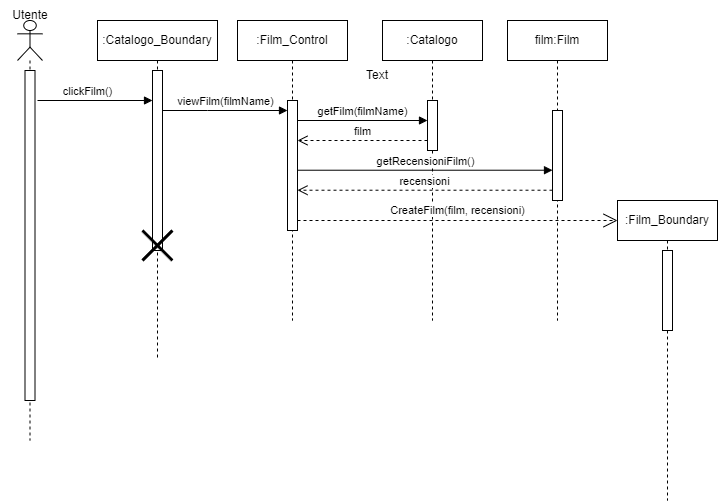 Utente
:Catalogo_Boundary
:Film_Control
:Catalogo
film:Film
Text
clickFilm()
viewFilm(filmName)
getFilm(filmName)
film
getRecensioniFilm()
recensioni
CreateFilm(film, recensioni)
:Film_Boundary